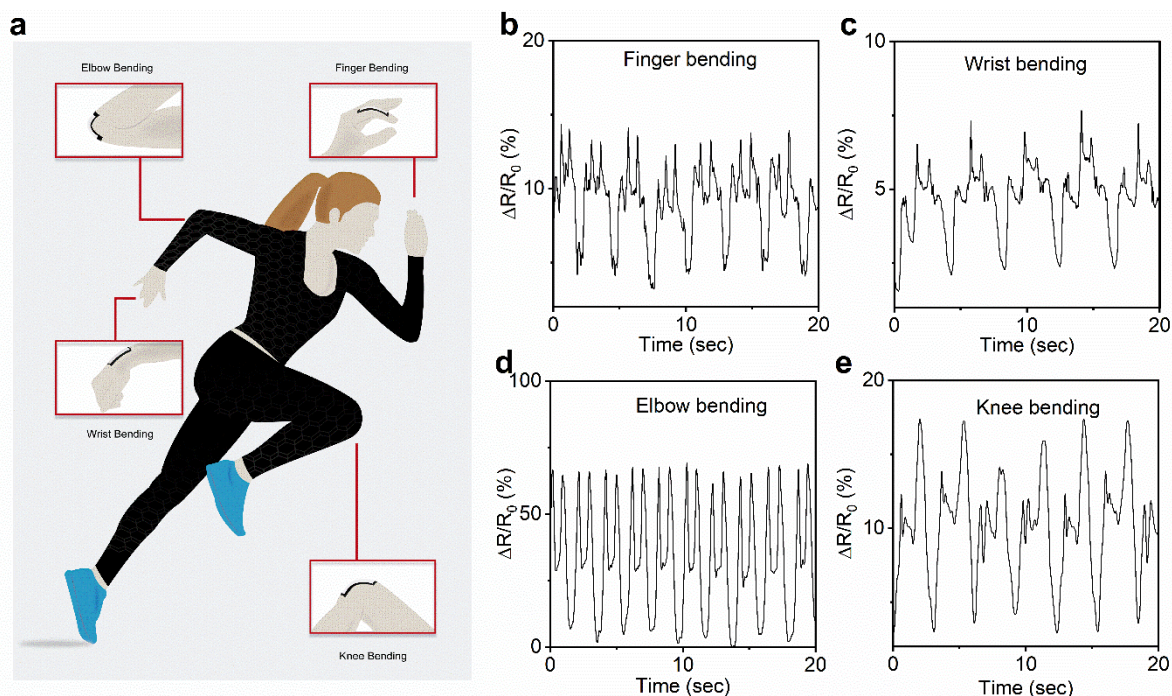 a
Elbow Bending
Finger Bending
Wrist Bending
Knee Bending
b
20
Finger bending
10
ΔR/R₀ (%)
0
10
20
Time (sec)
c
10
Wrist bending
5
ΔR/R₀ (%)
0
10
20
Time (sec)
d
100
Elbow bending
50
ΔR/R₀ (%)
0
0
10
20
Time (sec)
e
20
Knee bending
10
ΔR/R₀ (%)
0
10
20
Time (sec)